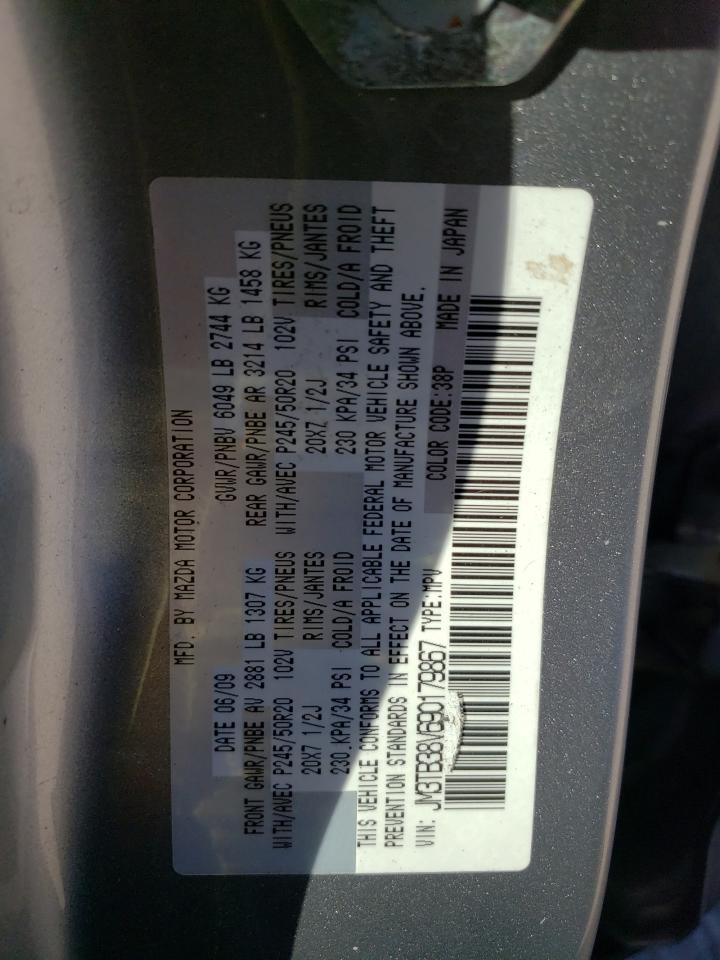 MFD. BY MAZDA MOTOR CORPORATION
DATE 06/09 GVWR/PNBV 6049 LB 2744 KG
FRONT GAWR/PNBE AV 2881 LB 1307 KG REAR GAWR/PNBE AR 3214 LB 1458 KG
WITH/AVEC P245/50R20 102V TIRES/PNEUS WITH/AVEC P245/50R20 102V TIRES/PNEUS
20X7 1/2J RIMS/JANTES 20X7 1/2J RIMS/JANTES
230 KPA/34 PSI COLD/A FROID 230 KPA/34 PSI COLD/A FROID
THIS VEHICLE CONFORMS TO ALL APPLICABLE FEDERAL MOTOR VEHICLE SAFETY AND THEFT
PREVENTION STANDARDS IN EFFECT ON THE DATE OF MANUFACTURE SHOWN ABOVE.
VIN: JM3TB38V690179867 TYPE:MPV COLOR CODE:38P MADE IN JAPAN